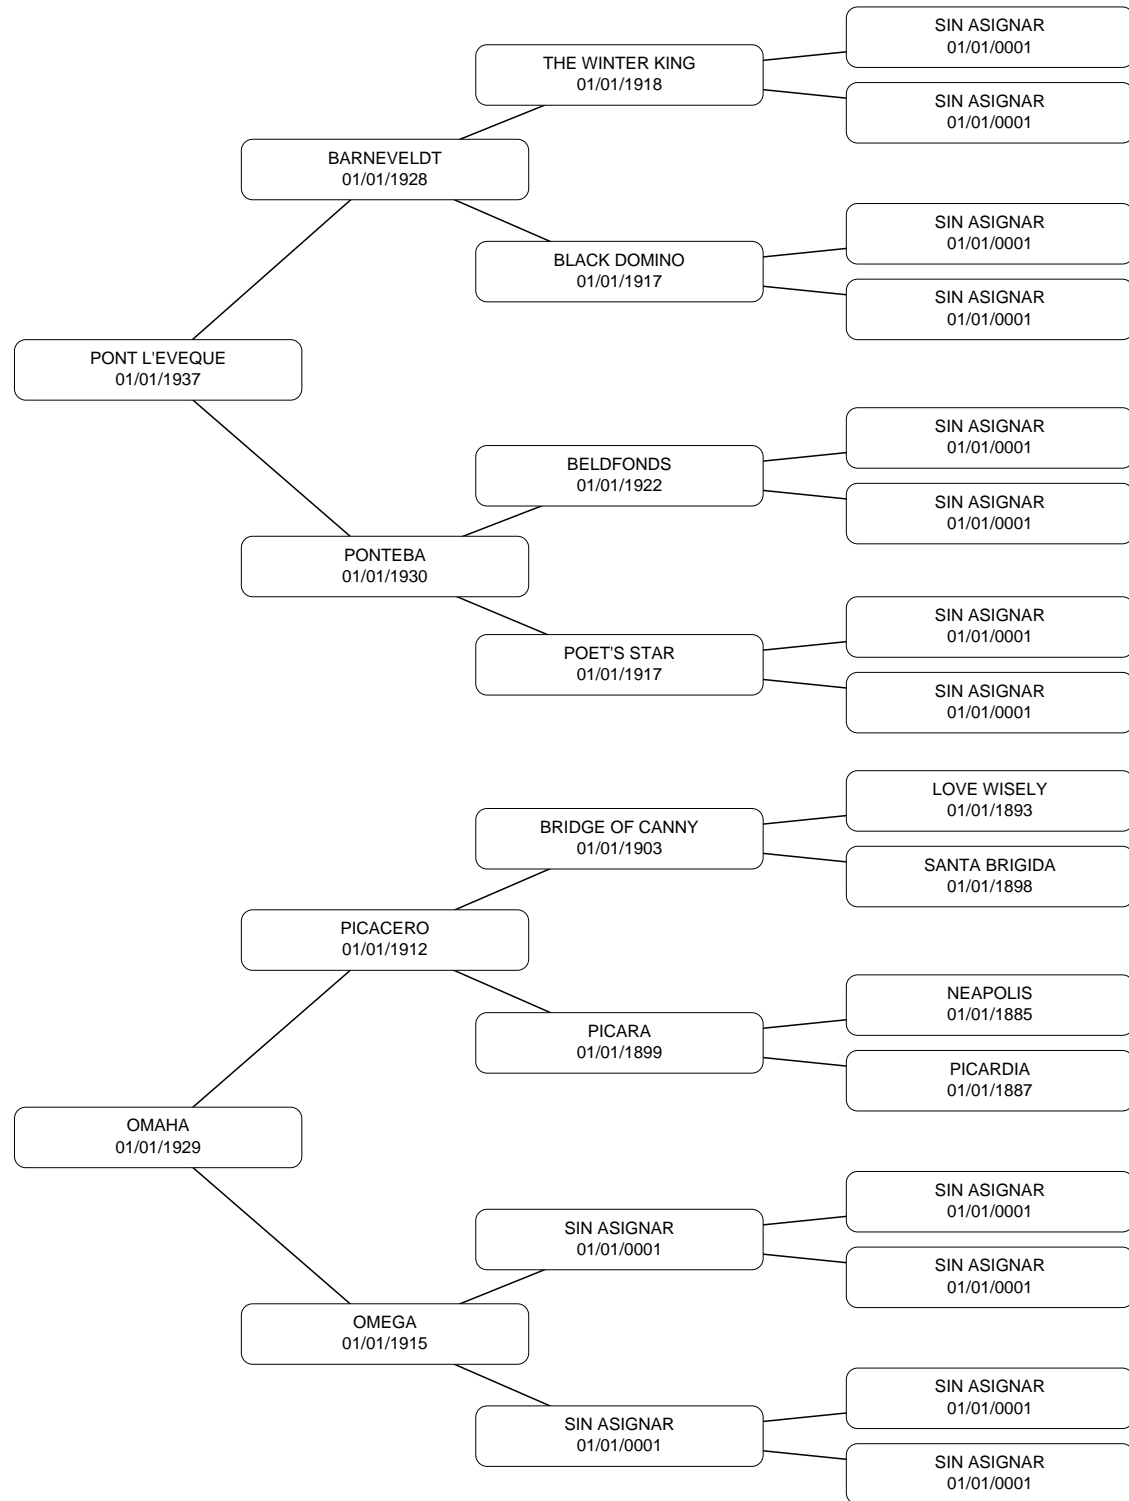 SIN ASIGNAR
01/01/0001
THE WINTER KING
01/01/1918
SIN ASIGNAR
01/01/0001
BARNEVELDT
01/01/1928
SIN ASIGNAR
01/01/0001
BLACK DOMINO
01/01/1917
SIN ASIGNAR
01/01/0001
PONT L'EVEQUE
01/01/1937
SIN ASIGNAR
01/01/0001
BELDFONDS
01/01/1922
SIN ASIGNAR
01/01/0001
PONTEBA
01/01/1930
SIN ASIGNAR
01/01/0001
POET'S STAR
01/01/1917
SIN ASIGNAR
01/01/0001
LOVE WISELY
01/01/1893
BRIDGE OF CANNY
01/01/1903
SANTA BRIGIDA
01/01/1898
PICACERO
01/01/1912
NEAPOLIS
01/01/1885
PICARA
01/01/1899
PICARDIA
01/01/1887
OMAHA
01/01/1929
SIN ASIGNAR
01/01/0001
SIN ASIGNAR
01/01/0001
SIN ASIGNAR
01/01/0001
OMEGA
01/01/1915
SIN ASIGNAR
01/01/0001
SIN ASIGNAR
01/01/0001
SIN ASIGNAR
01/01/0001